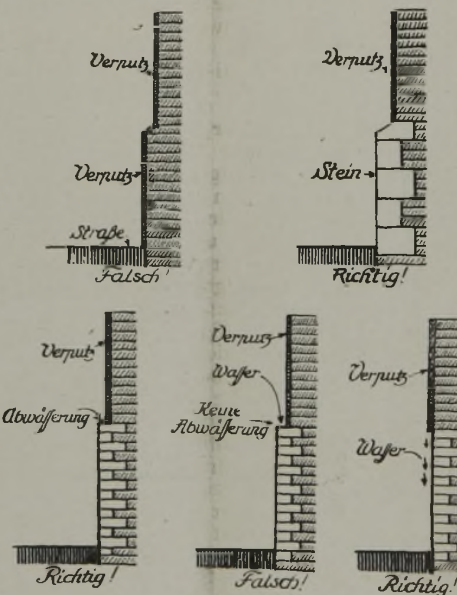 Verputz
Verputz
Straße
Falsch!
Verputz
Stein
Richtig!
Verputz
Abwässerung
Richtig!
Verputz
Wasser
Keine
Abwässerung
Falsch!
Verputz
Wasser
Richtig!